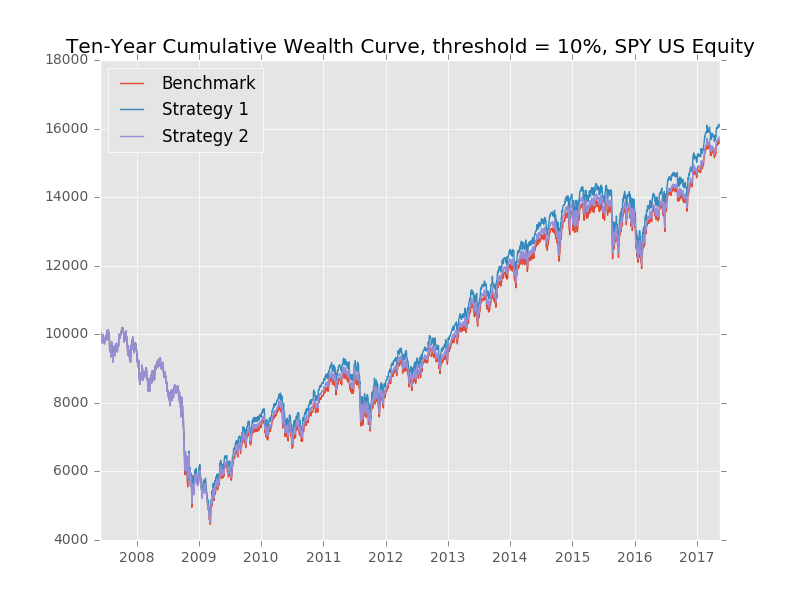 Ten-Year Cumulative Wealth Curve, threshold = 10%, SPY US Equity
18000
Benchmark
Strategy 1
Strategy 2
16000
14000
12000
10000
8000
6000
4000
2008 2009 2010 2011 2012 2013 2014 2015 2016 2017